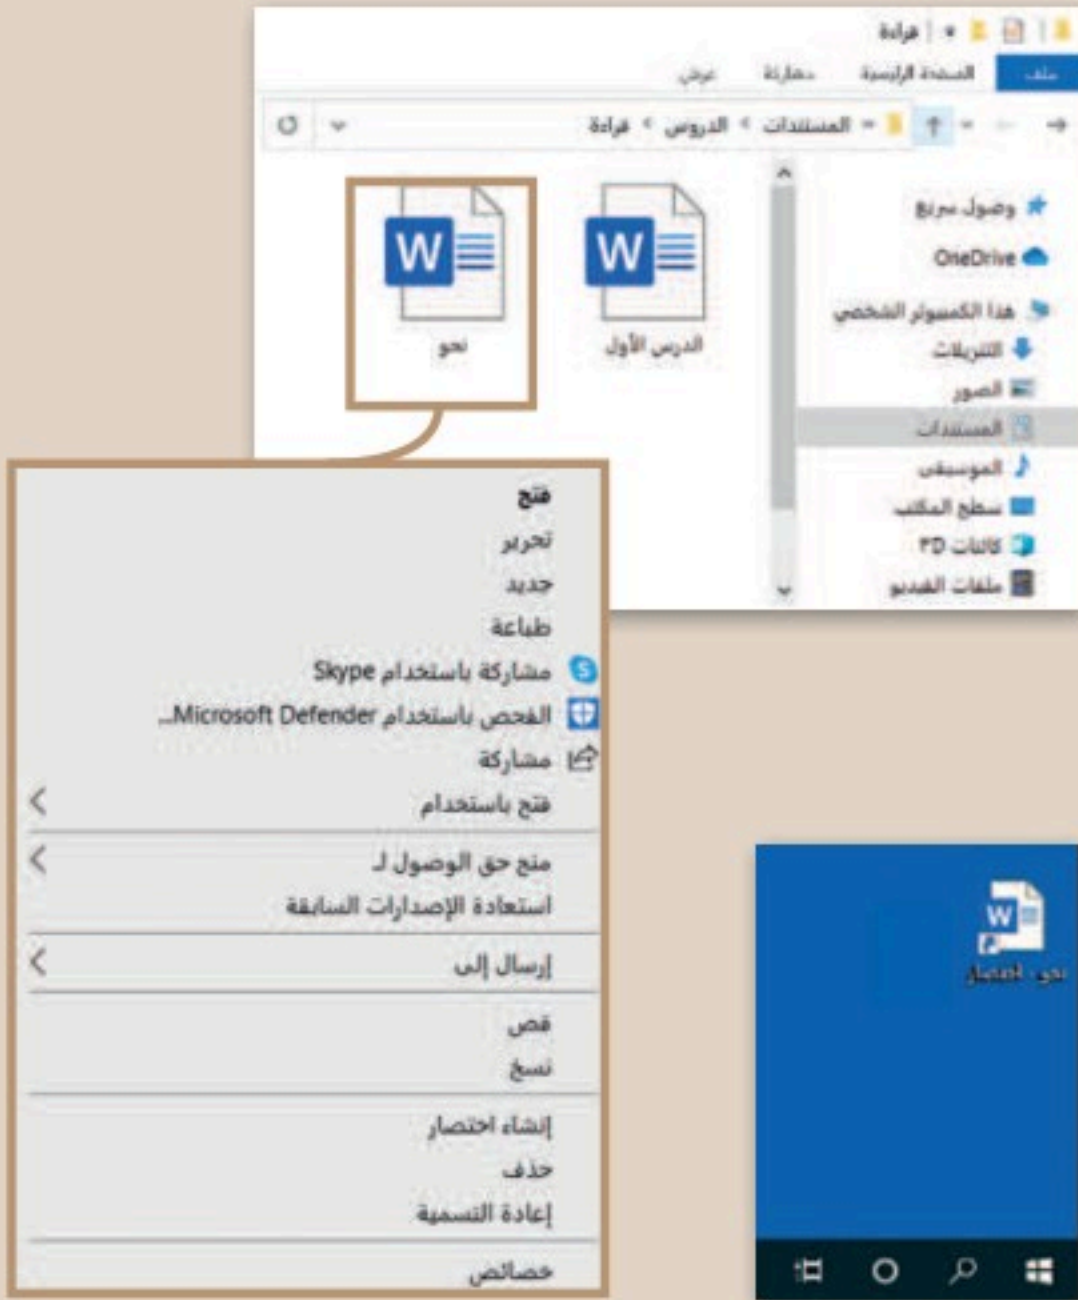 قراءة
ملف الصفحة الرئيسية مشاركة عرض
المستندات > الدروس > قراءة
وصول سريع
OneDrive
هذا الكمبيوتر الشخصي
التنزيلات
الصور
المستندات
الموسيقى
سطح المكتب
كائنات ٣D
ملفات الفيديو
W
الدرس الأول
W
نحو
فتح
تحرير
جديد
طباعة
مشاركة باستخدام Skype
الفحص باستخدام Microsoft Defender...
مشاركة
فتح باستخدام
منح حق الوصول لـ
استعادة الإصدارات السابقة
إرسال إلى
قص
نسخ
إنشاء اختصار
حذف
إعادة التسمية
خصائص
W
نحو - اختصار